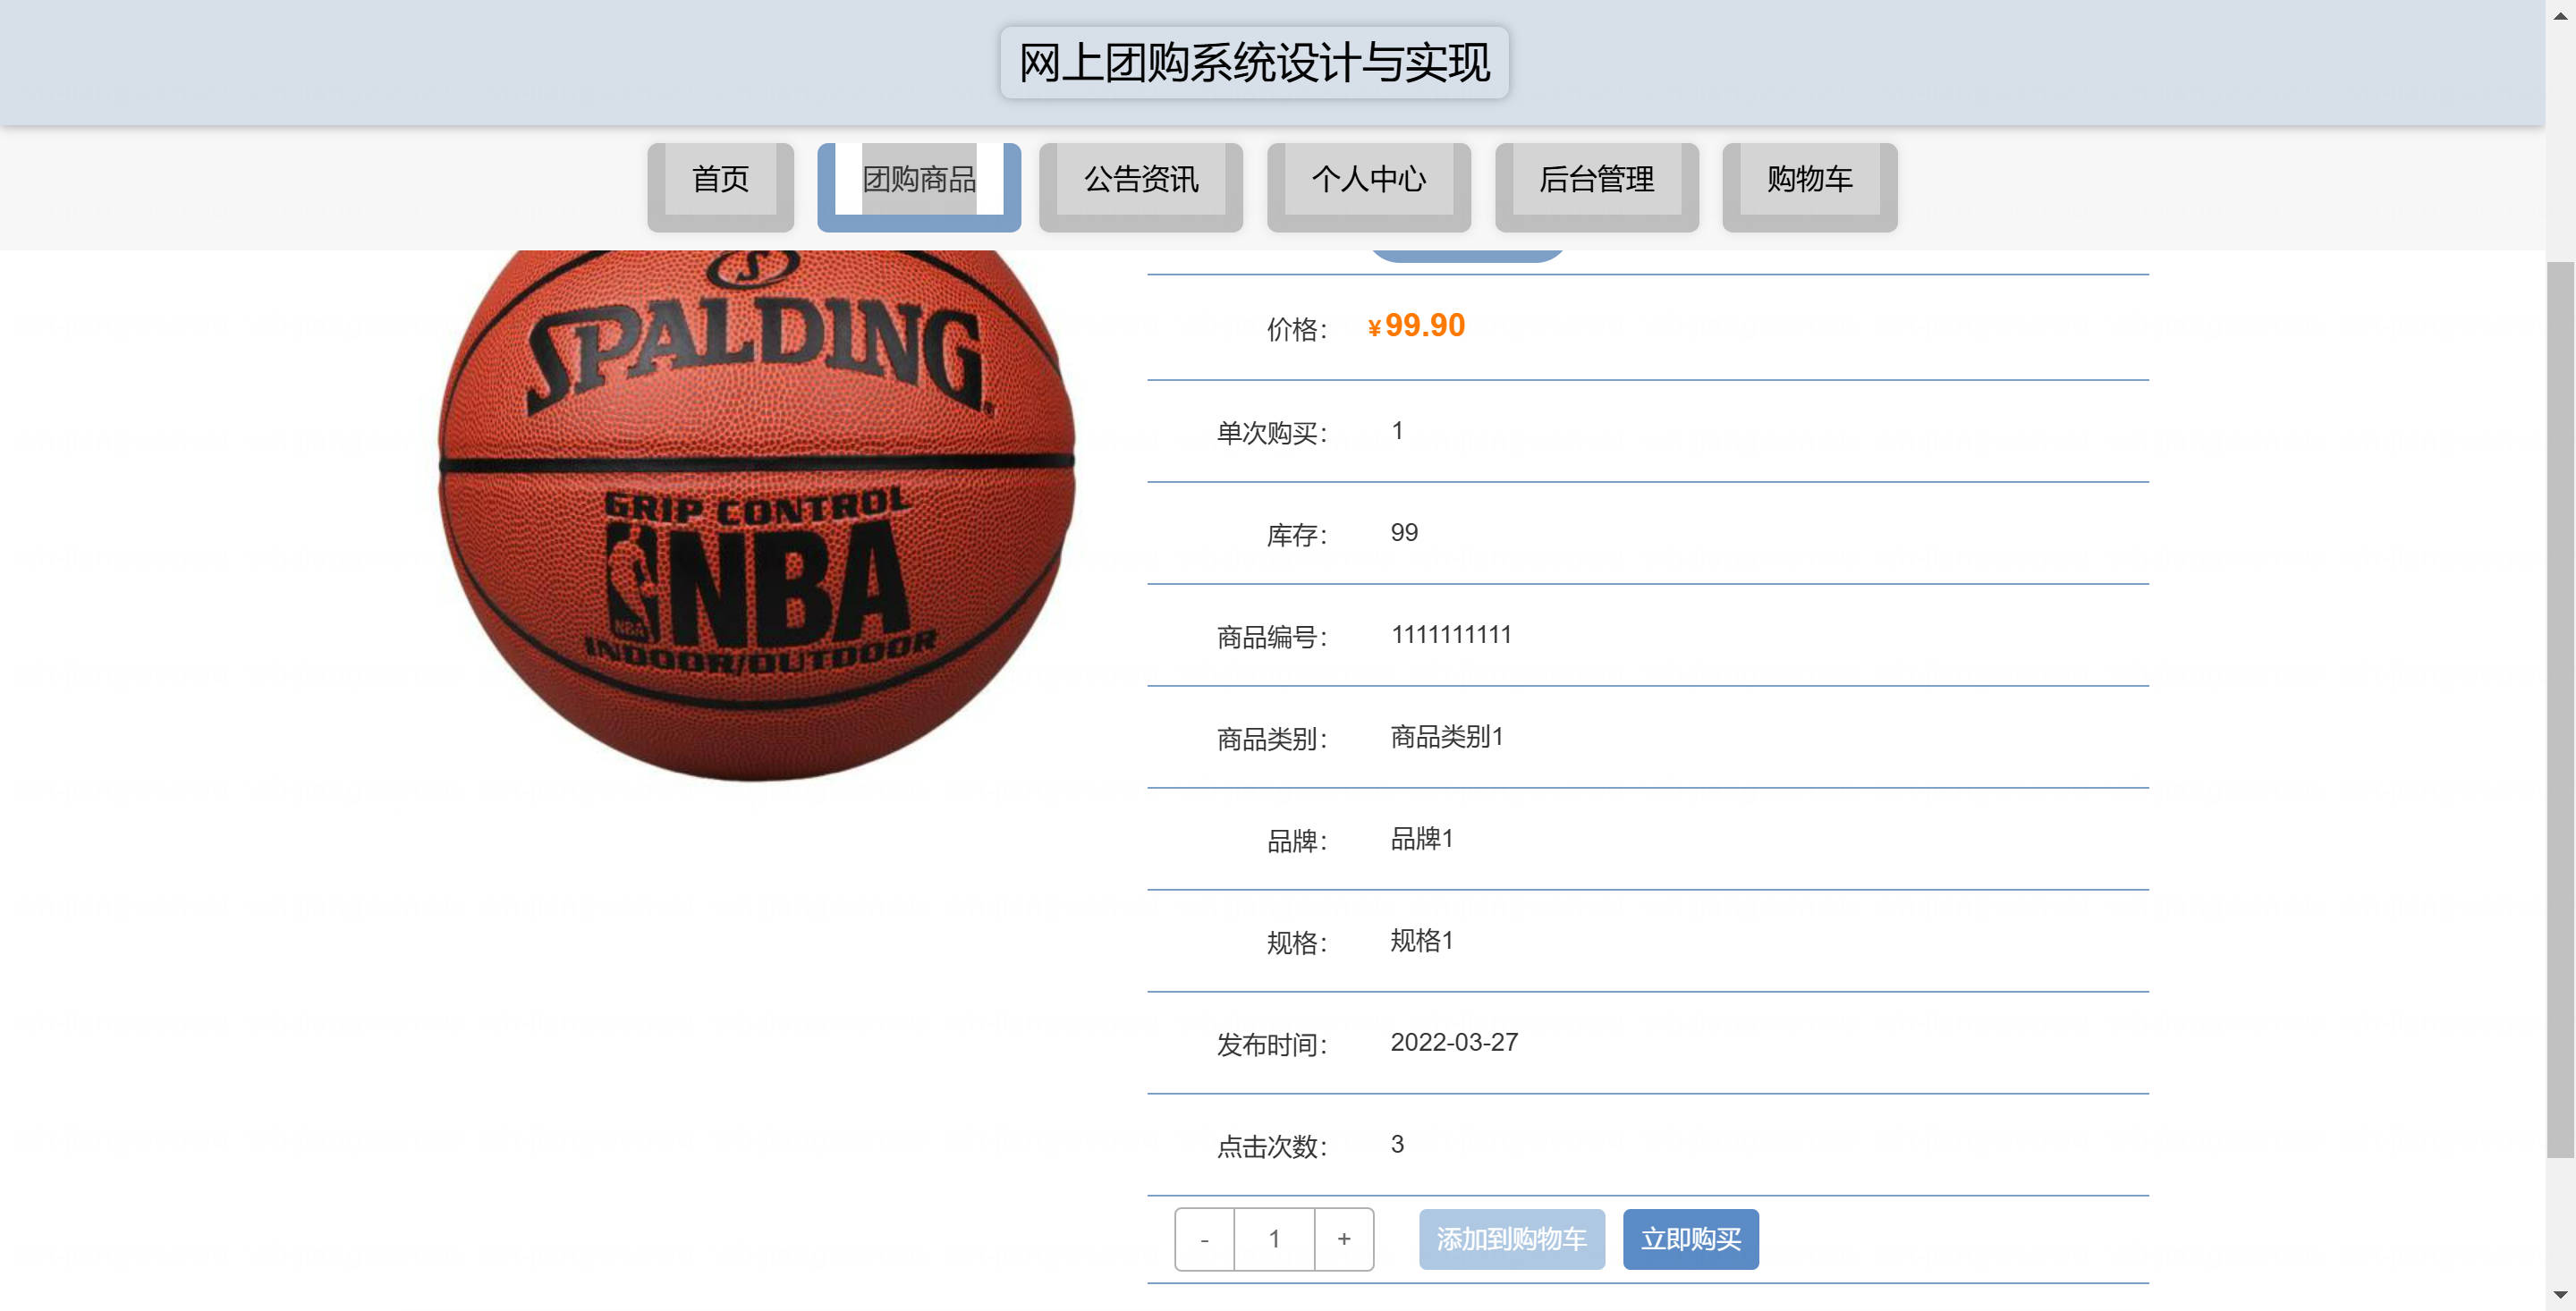 网上团购系统设计与实现
首页 团购商品 公告资讯 个人中心 后台管理 购物车
SPALDING
GRIP CONTROL
NBA
NBA
INDOOR/OUTDOOR
价格： ¥99.90
单次购买： 1
库存： 99
商品编号： 1111111111
商品类别： 商品类别1
品牌： 品牌1
规格： 规格1
发布时间： 2022-03-27
点击次数： 3
- 1 + 添加到购物车 立即购买